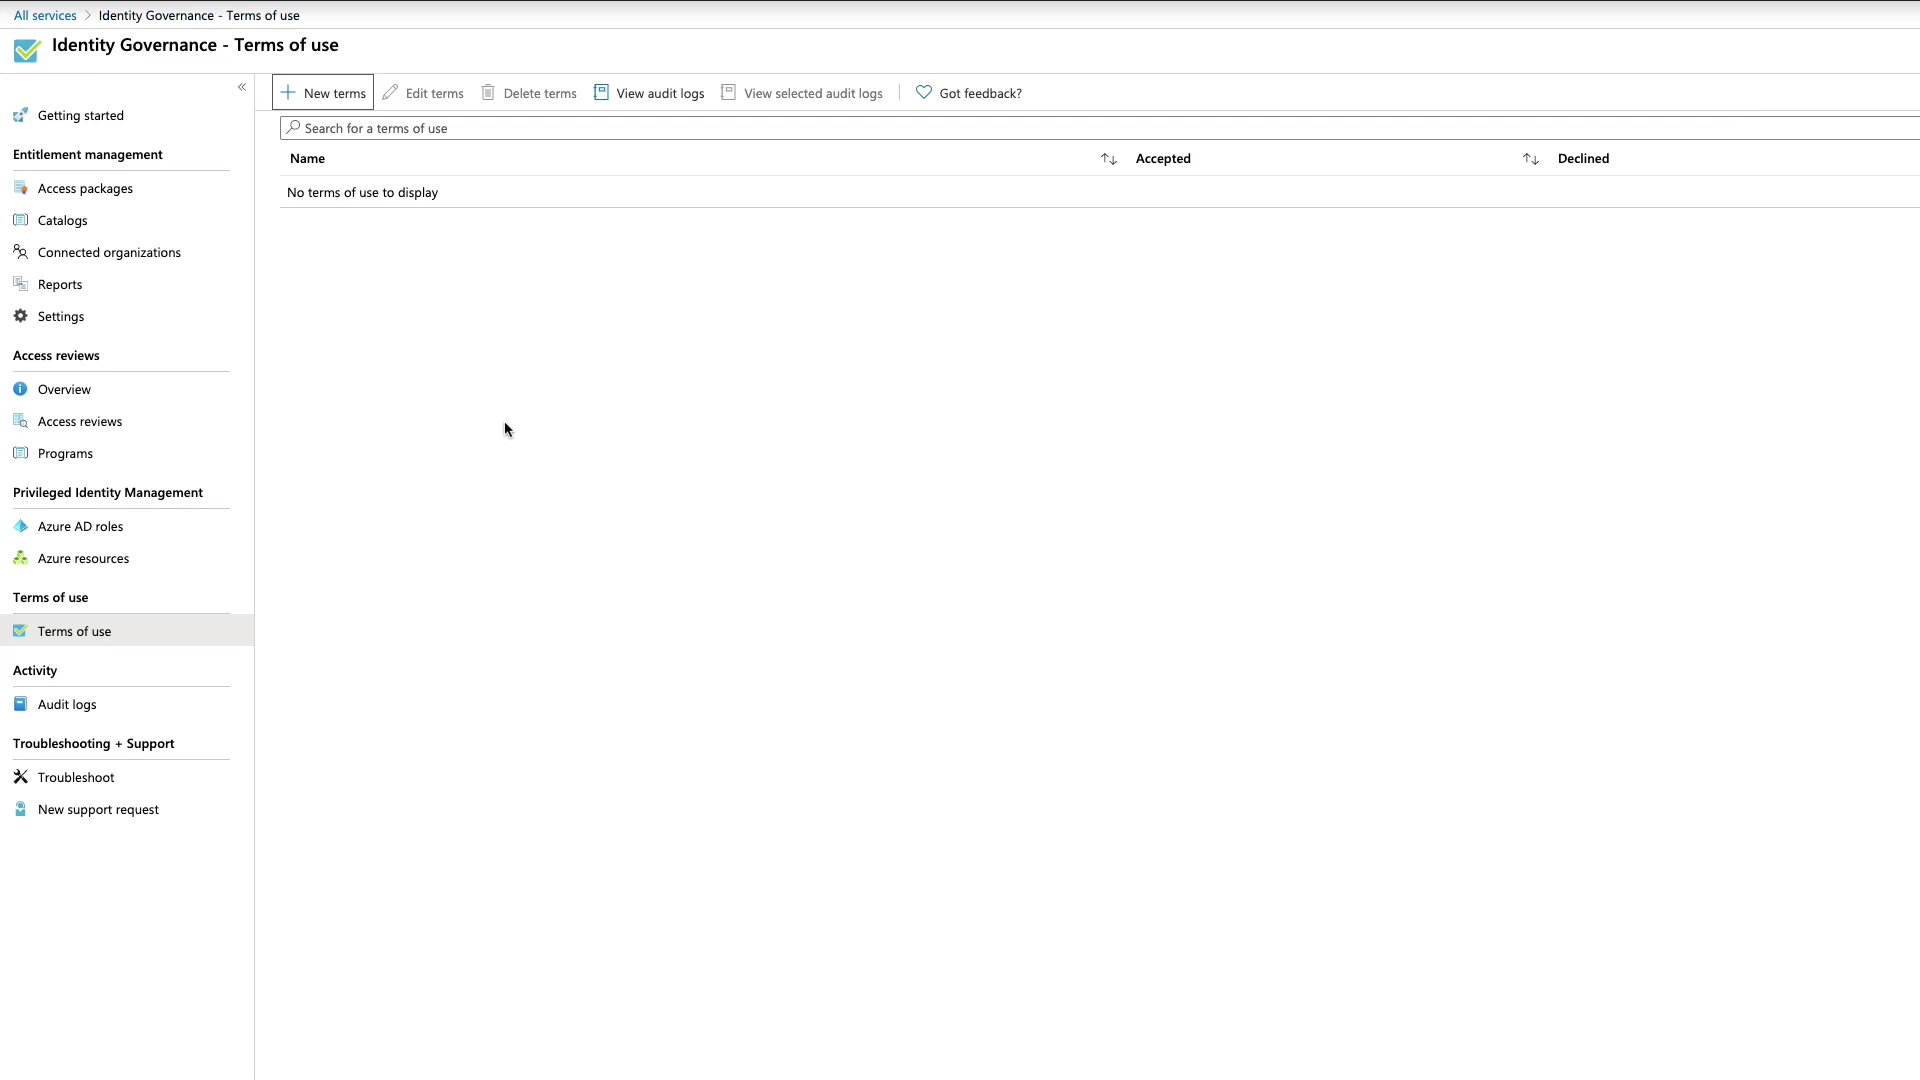 All services > Identity Governance - Terms of use
Identity Governance - Terms of use
Getting started
Entitlement management
Access packages
Catalogs
Connected organizations
Reports
Settings
Access reviews
Overview
Access reviews
Programs
Privileged Identity Management
Azure AD roles
Azure resources
Terms of use
Terms of use
Activity
Audit logs
Troubleshooting + Support
Troubleshoot
New support request
New terms Edit terms Delete terms View audit logs View selected audit logs Got feedback?
Search for a terms of use
Name Accepted Declined
No terms of use to display